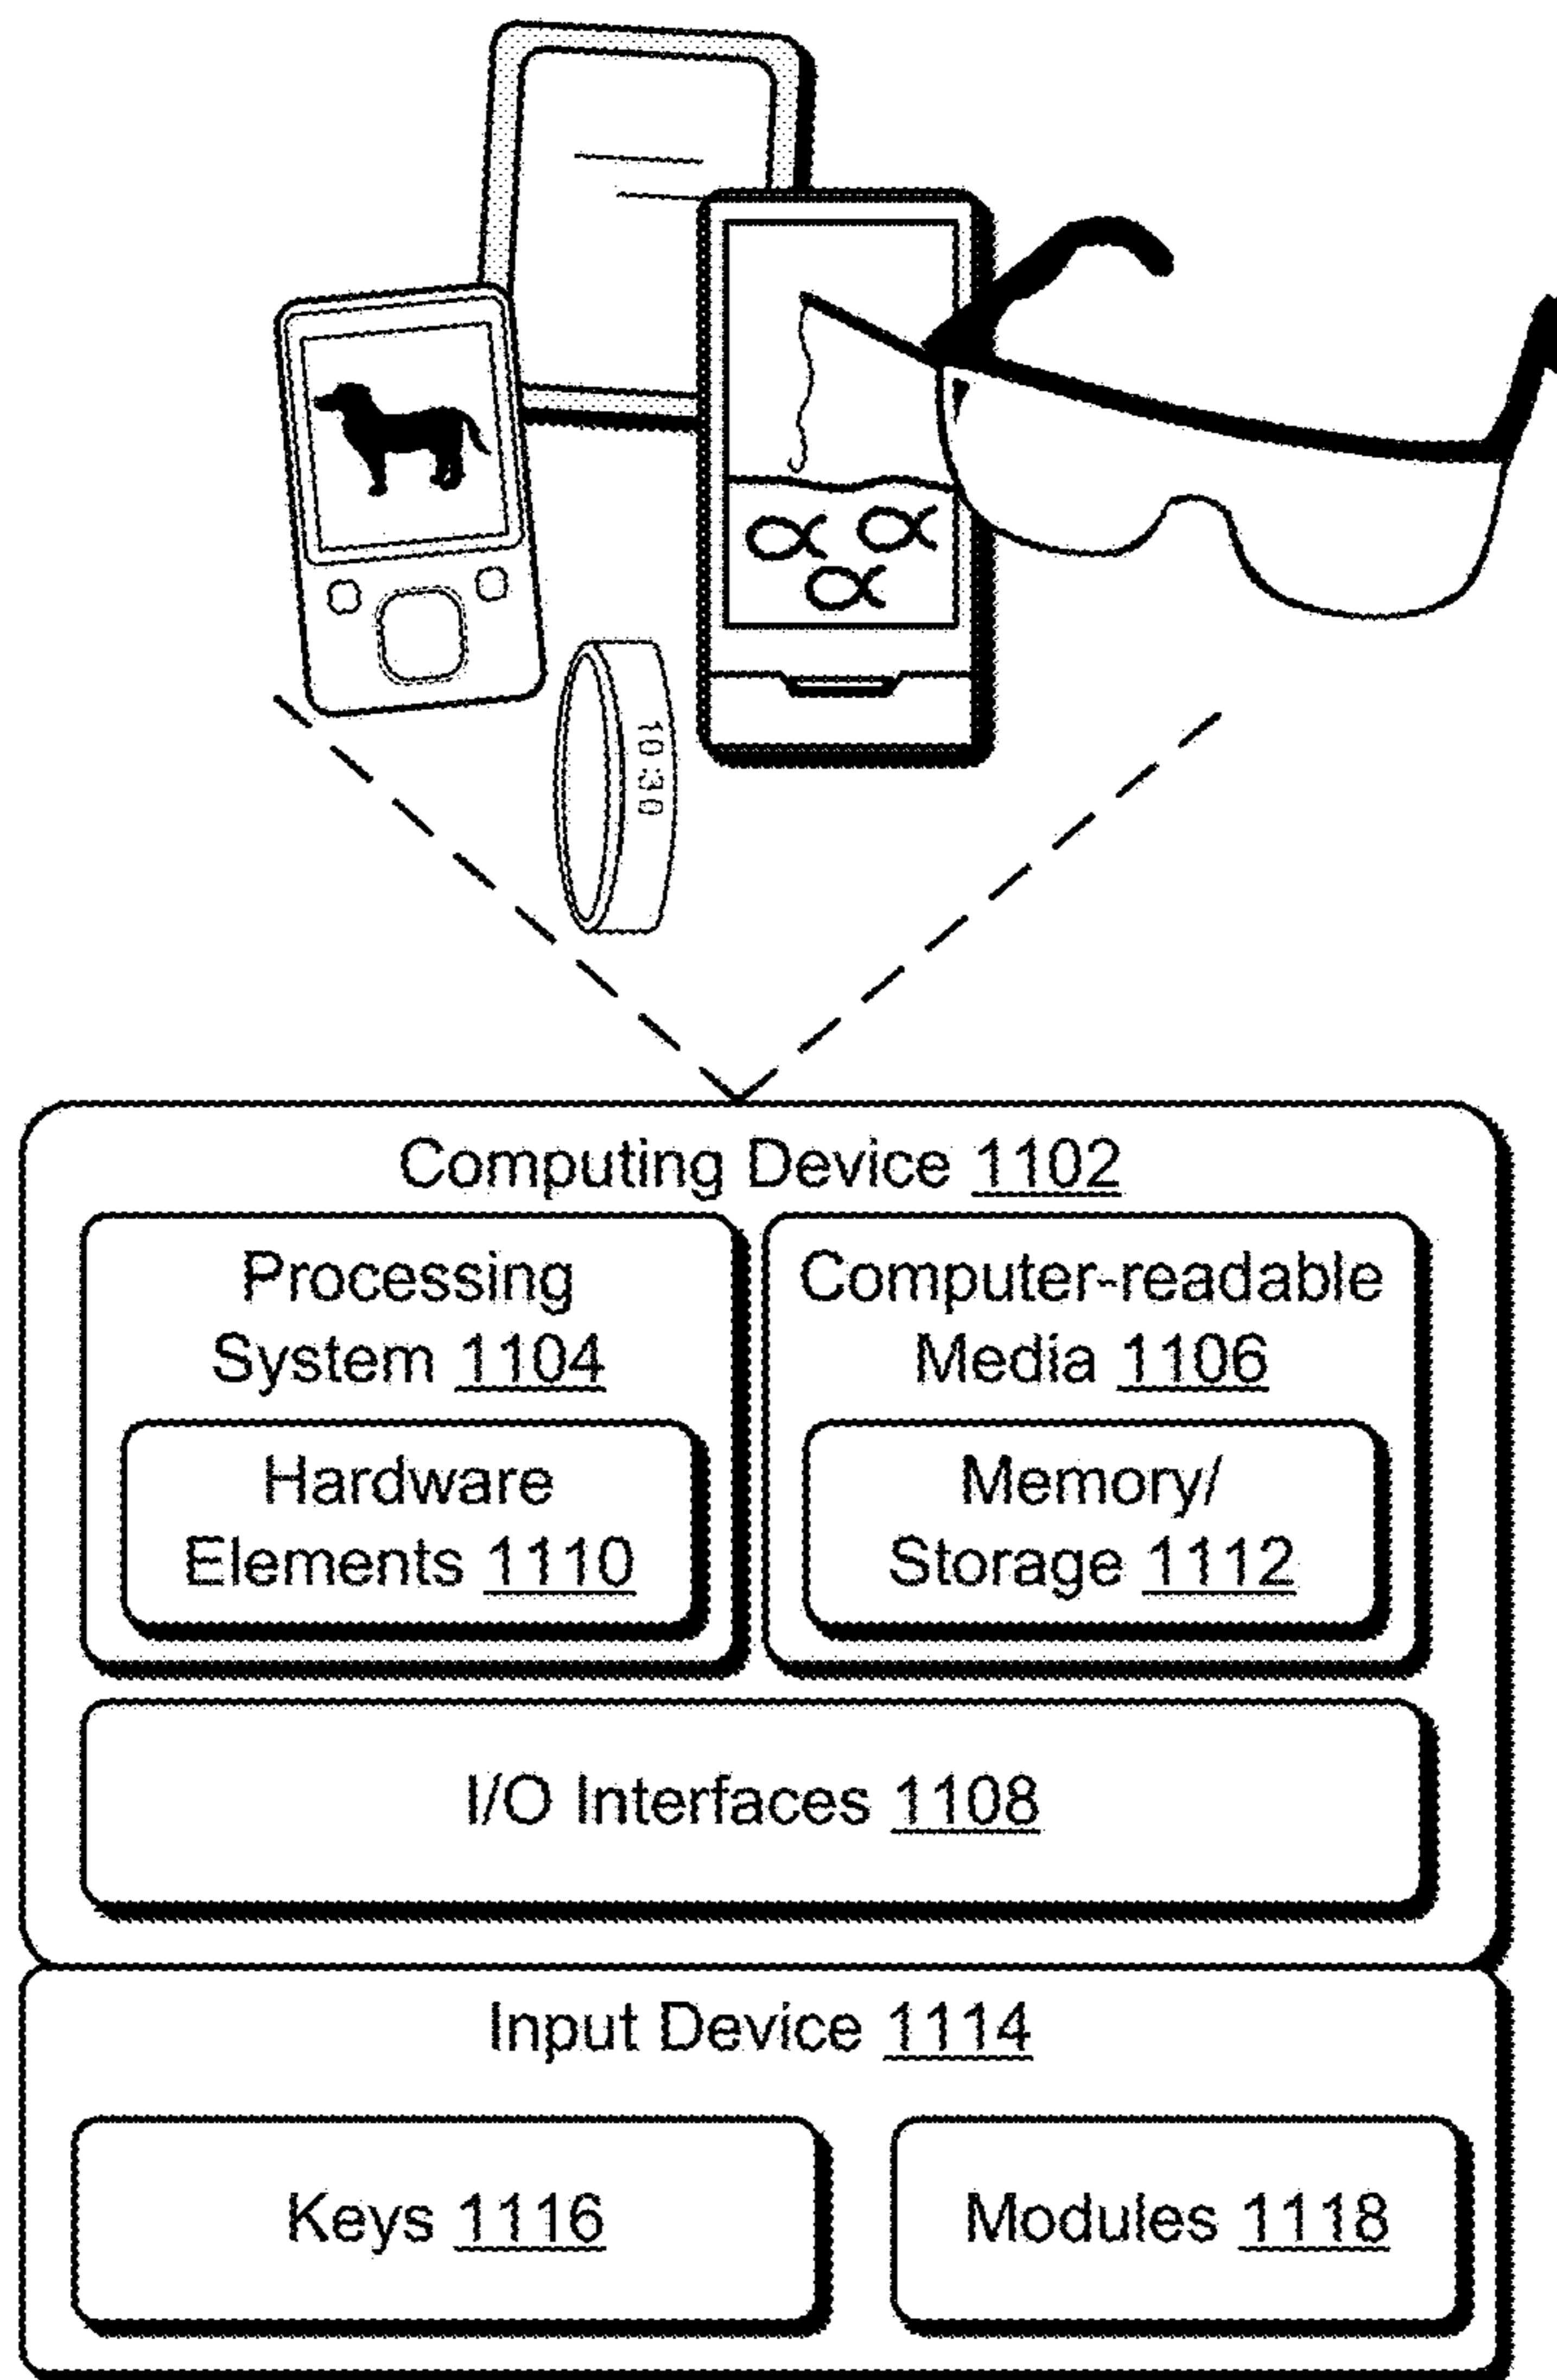 10:30
Computing Device 1102
Processing
System 1104
Hardware
Elements 1110
Computer-readable
Media 1106
Memory/
Storage 1112
I/O Interfaces 1108
Input Device 1114
Keys 1116
Modules 1118